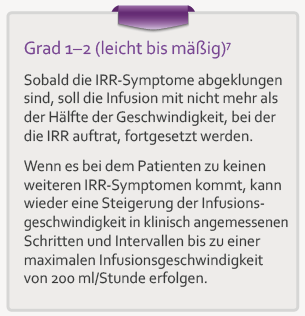 Grad 1–2 (leicht bis mäßig)⁷
Sobald die IRR-Symptome abgeklungen
sind, soll die Infusion mit nicht mehr als
der Hälfte der Geschwindigkeit, bei der
die IRR auftrat, fortgesetzt werden.
Wenn es bei dem Patienten zu keinen
weiteren IRR-Symptomen kommt, kann
wieder eine Steigerung der Infusions-
geschwindigkeit in klinisch angemessenen
Schritten und Intervallen bis zu einer
maximalen Infusionsgeschwindigkeit
von 200 ml/Stunde erfolgen.